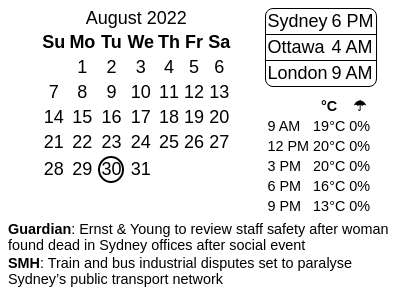 August 2022
Su Mo Tu We Th Fr Sa
1 2 3 4 5 6
7 8 9 10 11 12 13
14 15 16 17 18 19 20
21 22 23 24 25 26 27
28 29 30 31
Sydney 6 PM
Ottawa 4 AM
London 9 AM
°C ☂
9 AM 19°C 0%
12 PM 20°C 0%
3 PM 20°C 0%
6 PM 16°C 0%
9 PM 13°C 0%
Guardian: Ernst & Young to review staff safety after woman
found dead in Sydney offices after social event
SMH: Train and bus industrial disputes set to paralyse
Sydney’s public transport network